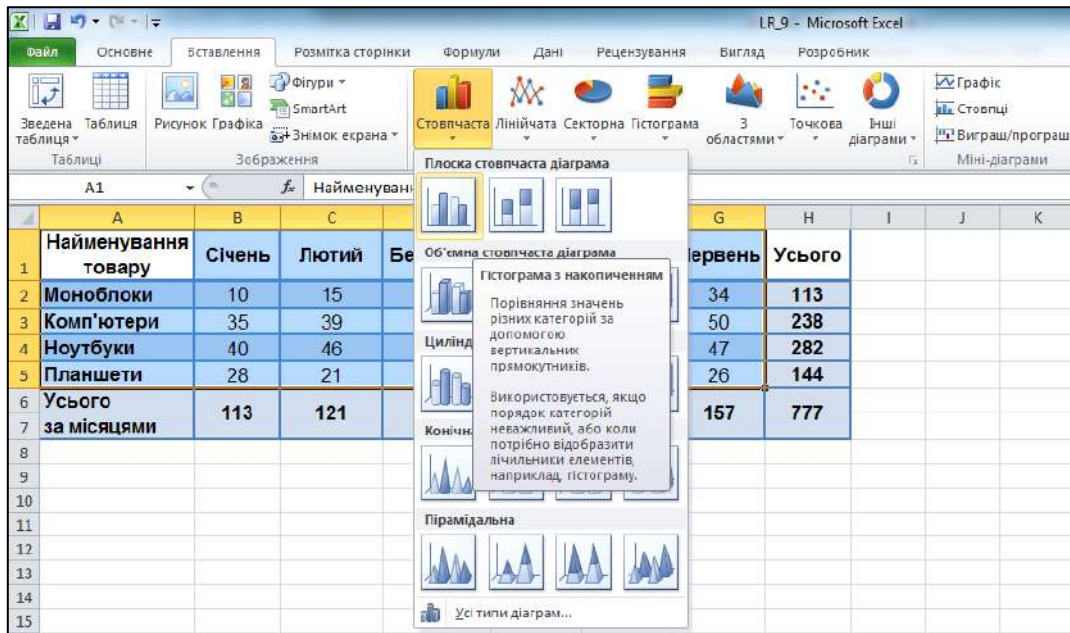 LR_9 - Microsoft Excel
Файл Основне Вставлення Розмітка сторінки Формули Дані Рецензування Вигляд Розробник
Зведена таблиця
Таблиця
Рисунок
Графіка
Фігури
SmartArt
Знімок екрана
Стовпчаста
Лінійчата
Секторна
Гістограма
З областями
Точкова
Інші діаграми
Графік
Стовпці
Виграш/програш
Таблиці
Зображення
Міні-діаграми
A1 fx Найменуван
Плоска стовпчаста діаграма
A B C G H I J K
1 Найменування товару Січень Лютий Бе ервень Усього
2 Моноблоки 10 15 34 113
3 Комп'ютери 35 39 50 238
4 Ноутбуки 40 46 47 282
5 Планшети 28 21 26 144
6 Усього
7 за місяцями 113 121 157 777
8
9
10
11
12
13
14
15
Об'ємна стовпчаста діаграма
Гістограма з накопиченням
Порівняння значень
різних категорій за
допомогою
вертикальних
прямокутників.
Використовується, якщо
порядок категорій
неважливий, або коли
потрібно відобразити
лічильники елементів,
наприклад, гістограму.
Цилінд
Конічна
Пірамідальна
Усі типи діаграм...